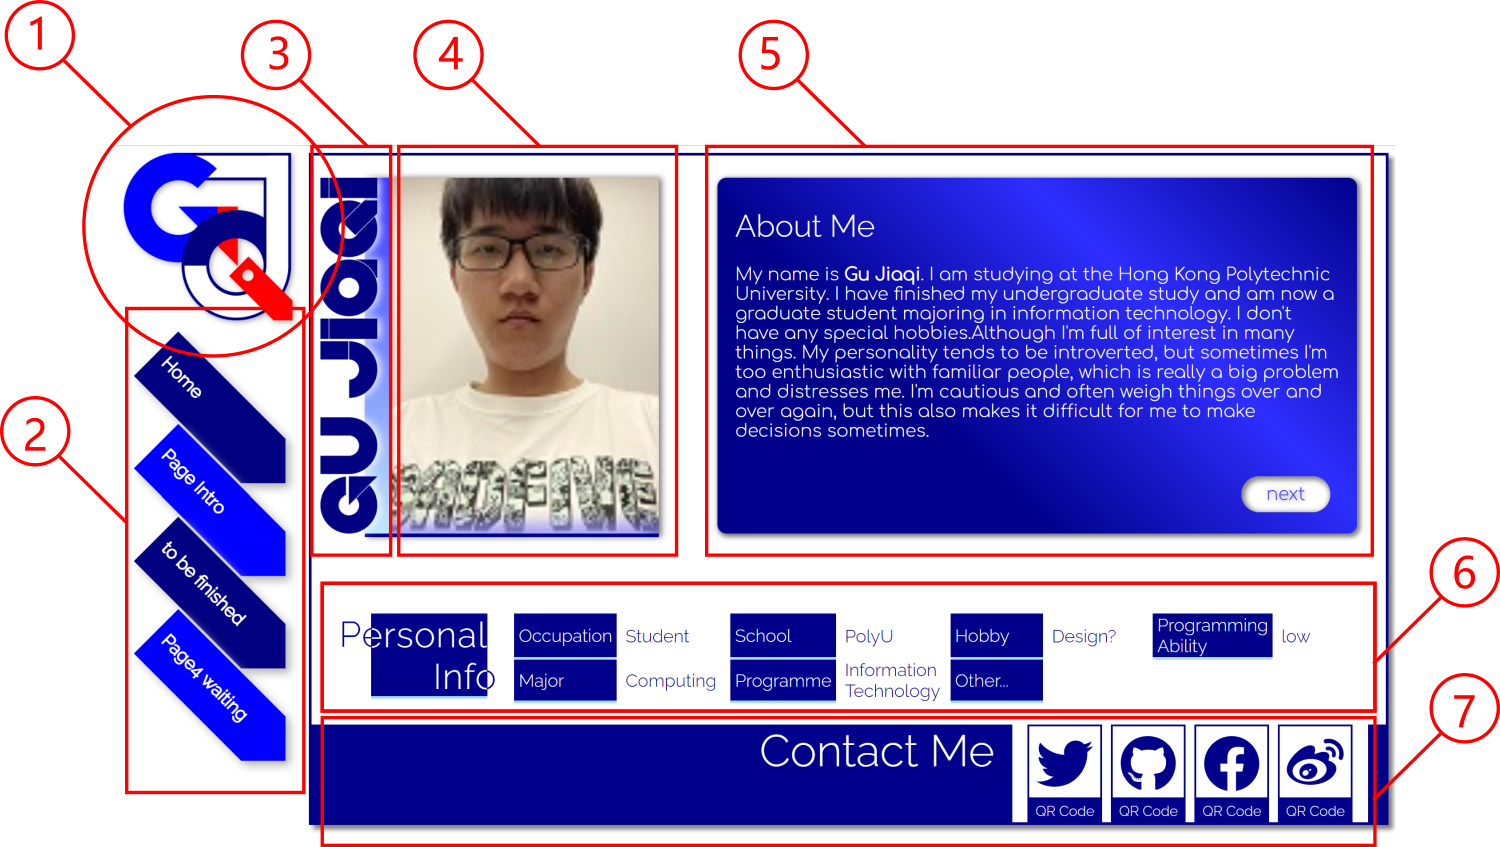 1
3
4
5
2
6
7
Home
Page Intro
to be finished
Page4 waiting
GU Jiaqi
About Me
My name is Gu Jiaqi. I am studying at the Hong Kong Polytechnic
University. I have finished my undergraduate study and am now a
graduate student majoring in information technology. I don't
have any special hobbies.Although I'm full of interest in many
things. My personality tends to be introverted, but sometimes I'm
too enthusiastic with familiar people, which is really a big problem
and distresses me. I'm cautious and often weigh things over and
over again, but this also makes it difficult for me to make
decisions sometimes.
next
Personal
Info
Occupation Student
Major Computing
School PolyU
Programme Information
Technology
Hobby Design?
Other...
Programming
Ability low
Contact Me
QR Code QR Code QR Code QR Code